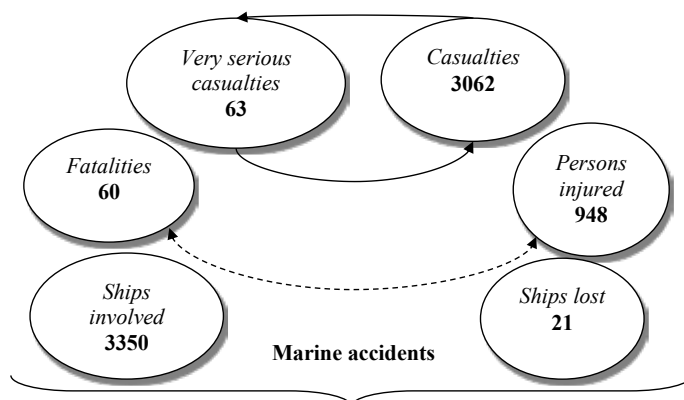 Very serious
casualties
63
Casualties
3062
Fatalities
60
Persons
injured
948
Ships
involved
3350
Ships lost
21
Marine accidents